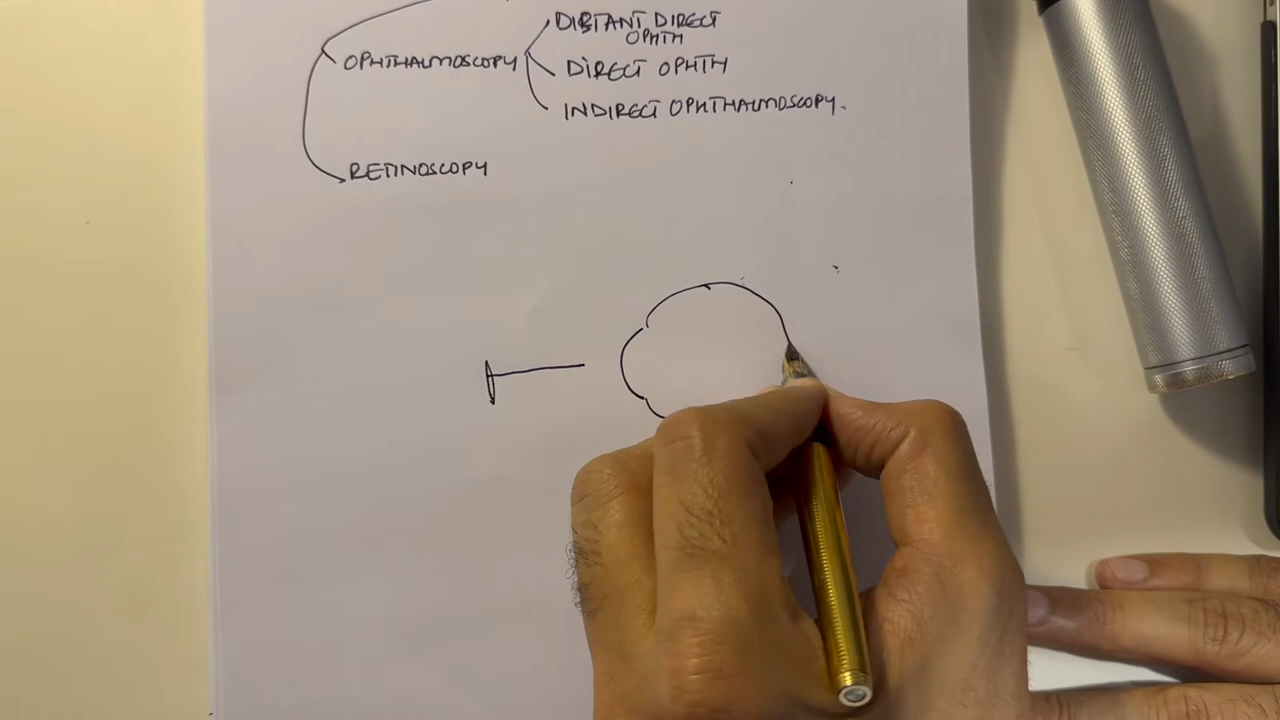 DISTANT DIRECT
OPHTH
OPHTHALMOSCOPY
DIRECT OPHTH
INDIRECT OPHTHALMOSCOPY.
RETINOSCOPY